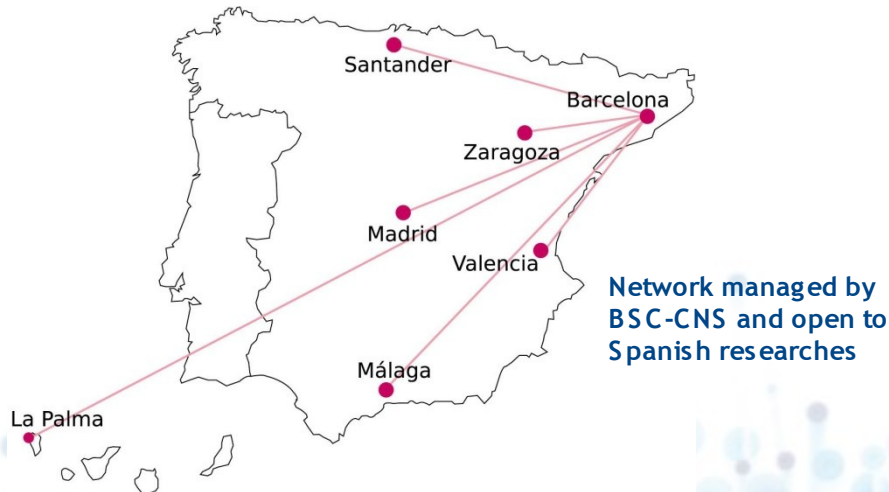 Santander
Barcelona
Zaragoza
Madrid
Valencia
Network managed by
BSC-CNS and open to
Spanish researches
Málaga
La Palma